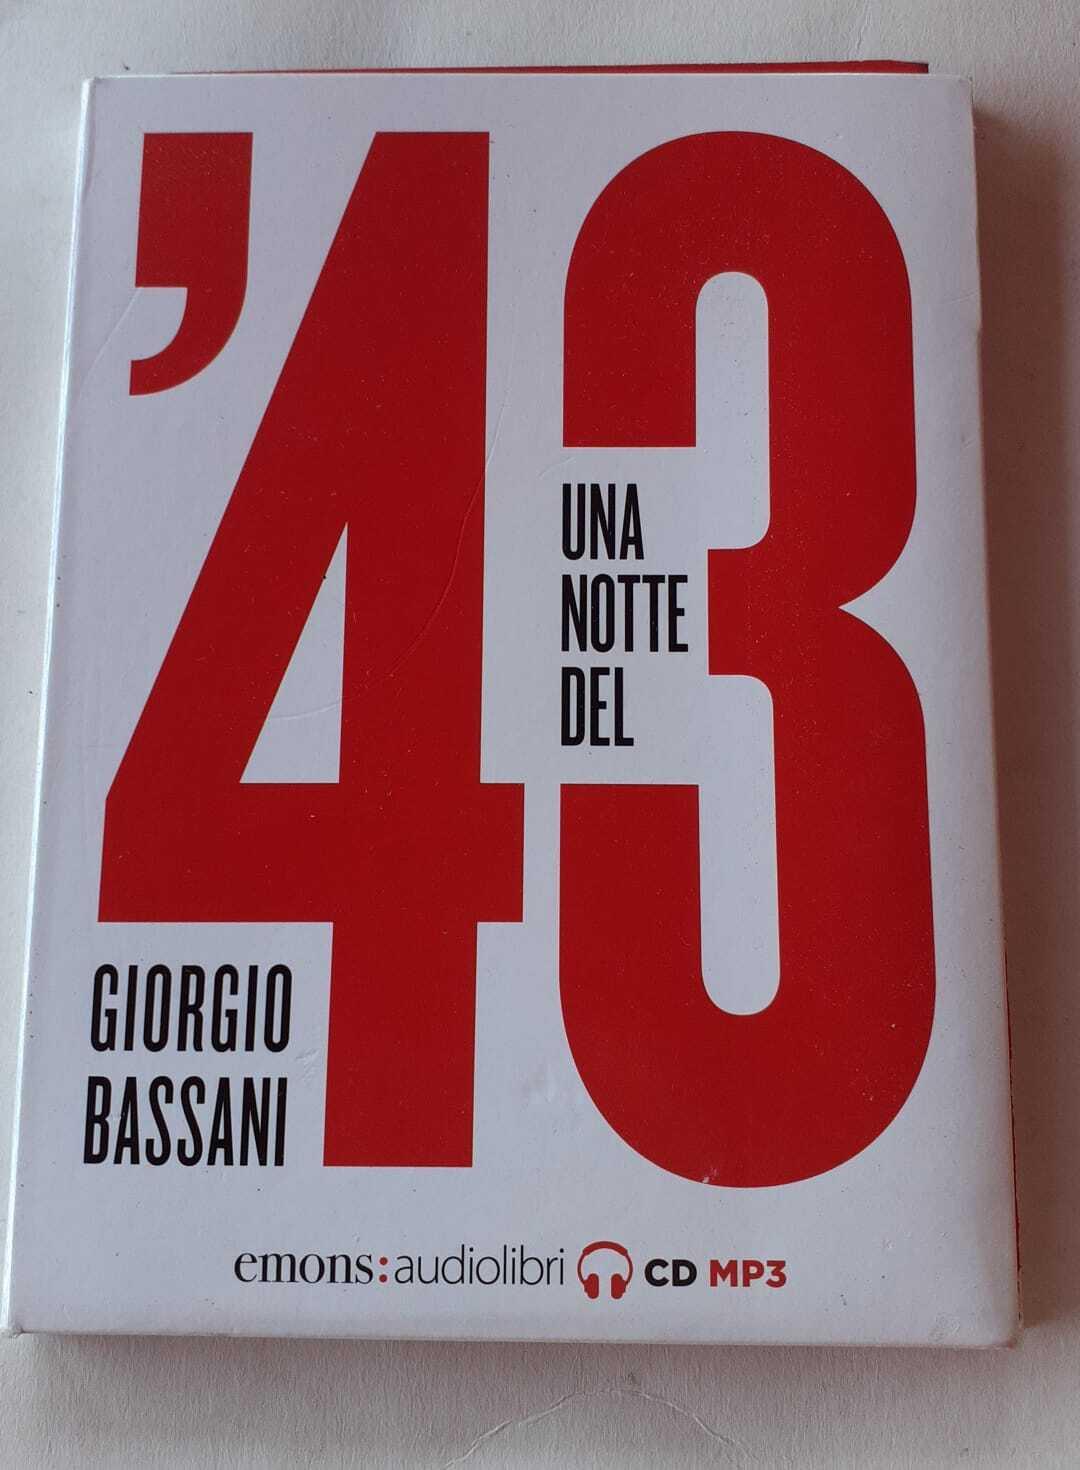 '43
UNA
NOTTE
DEL
GIORGIO
BASSANI
emons:audiolibri CD MP3